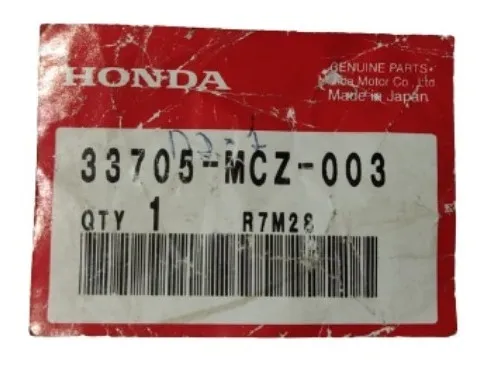 HONDA
GENUINE PARTS
Honda Motor Co., Ltd.
Made in Japan
33705-MCZ-003
QTY 1 R7M28